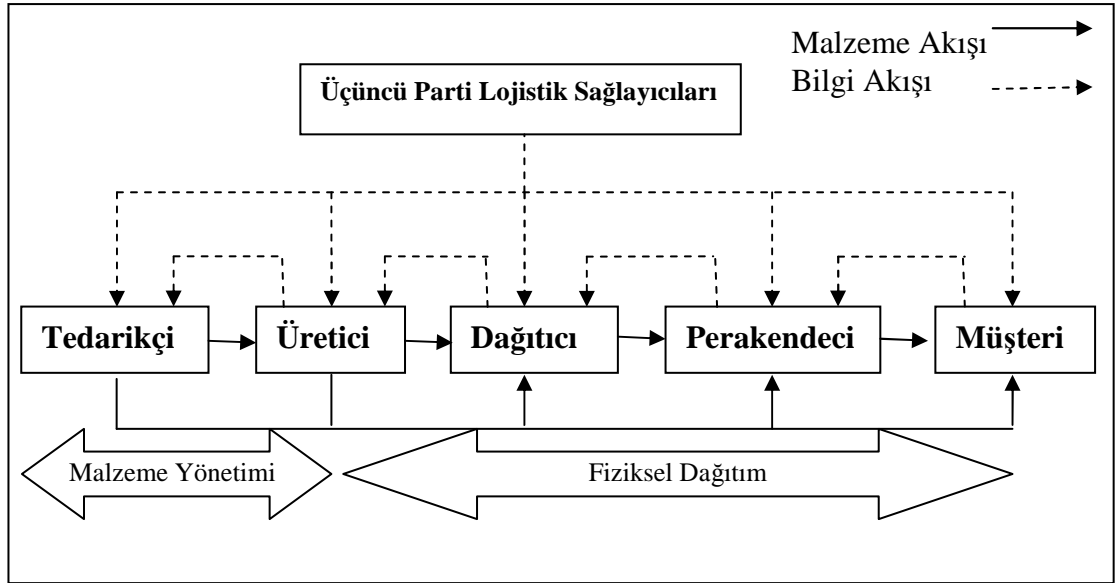 Malzeme Akışı
Bilgi Akışı
Üçüncü Parti Lojistik Sağlayıcıları
Tedarikçi
Üretici
Dağıtıcı
Perakendeci
Müşteri
Malzeme Yönetimi
Fiziksel Dağıtım